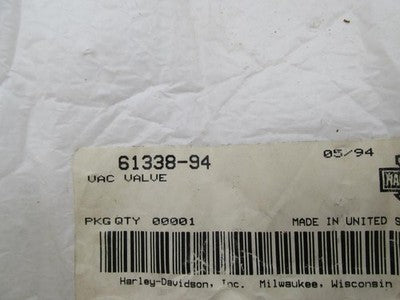 61338-94 05/94
VAC VALVE
PKG QTY 00001 MADE IN UNITED S
Harley-Davidson, Inc. Milwaukee, Wisconsin